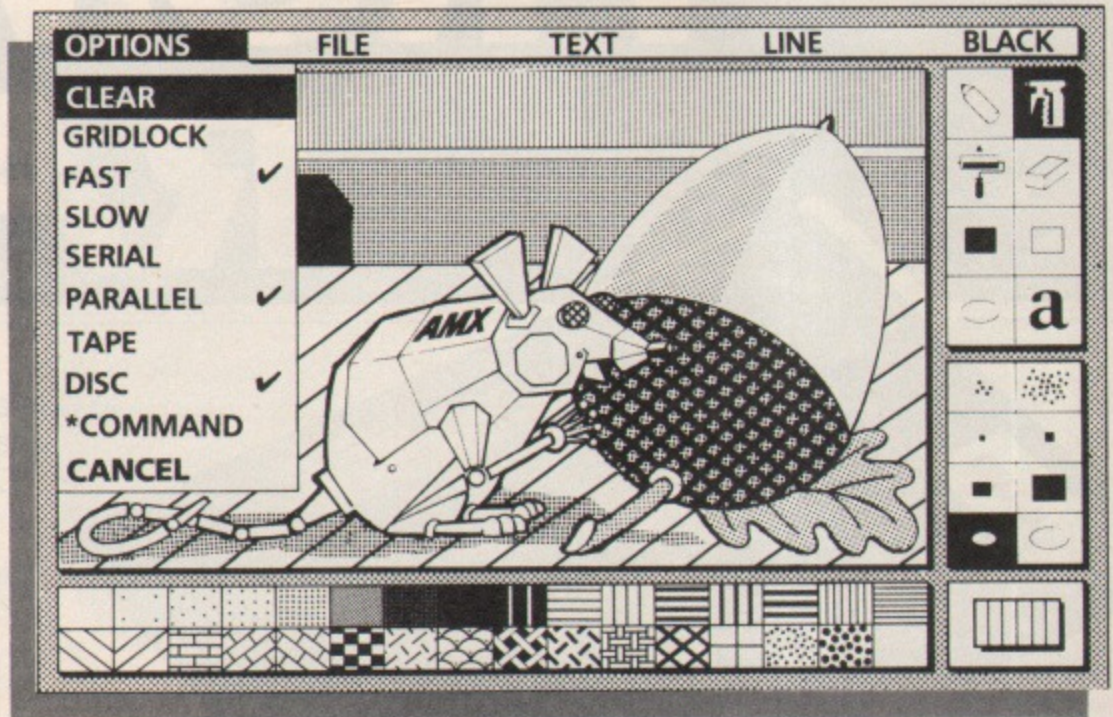 OPTIONS FILE TEXT LINE BLACK
CLEAR
GRIDLOCK
FAST ✔
SLOW
SERIAL
PARALLEL ✔
TAPE
DISC ✔
*COMMAND
CANCEL
AMX
a